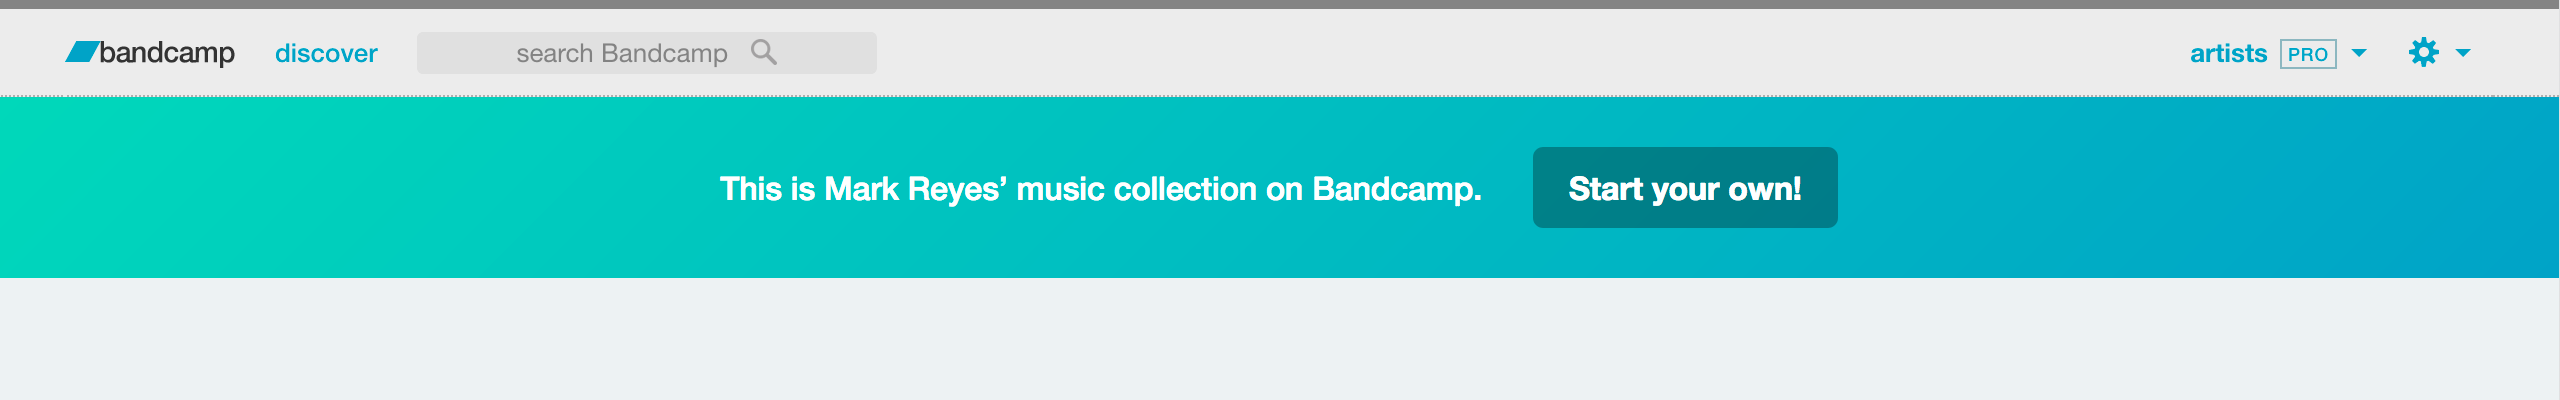 bandcamp discover search Bandcamp artists PRO
This is Mark Reyes’ music collection on Bandcamp. Start your own!